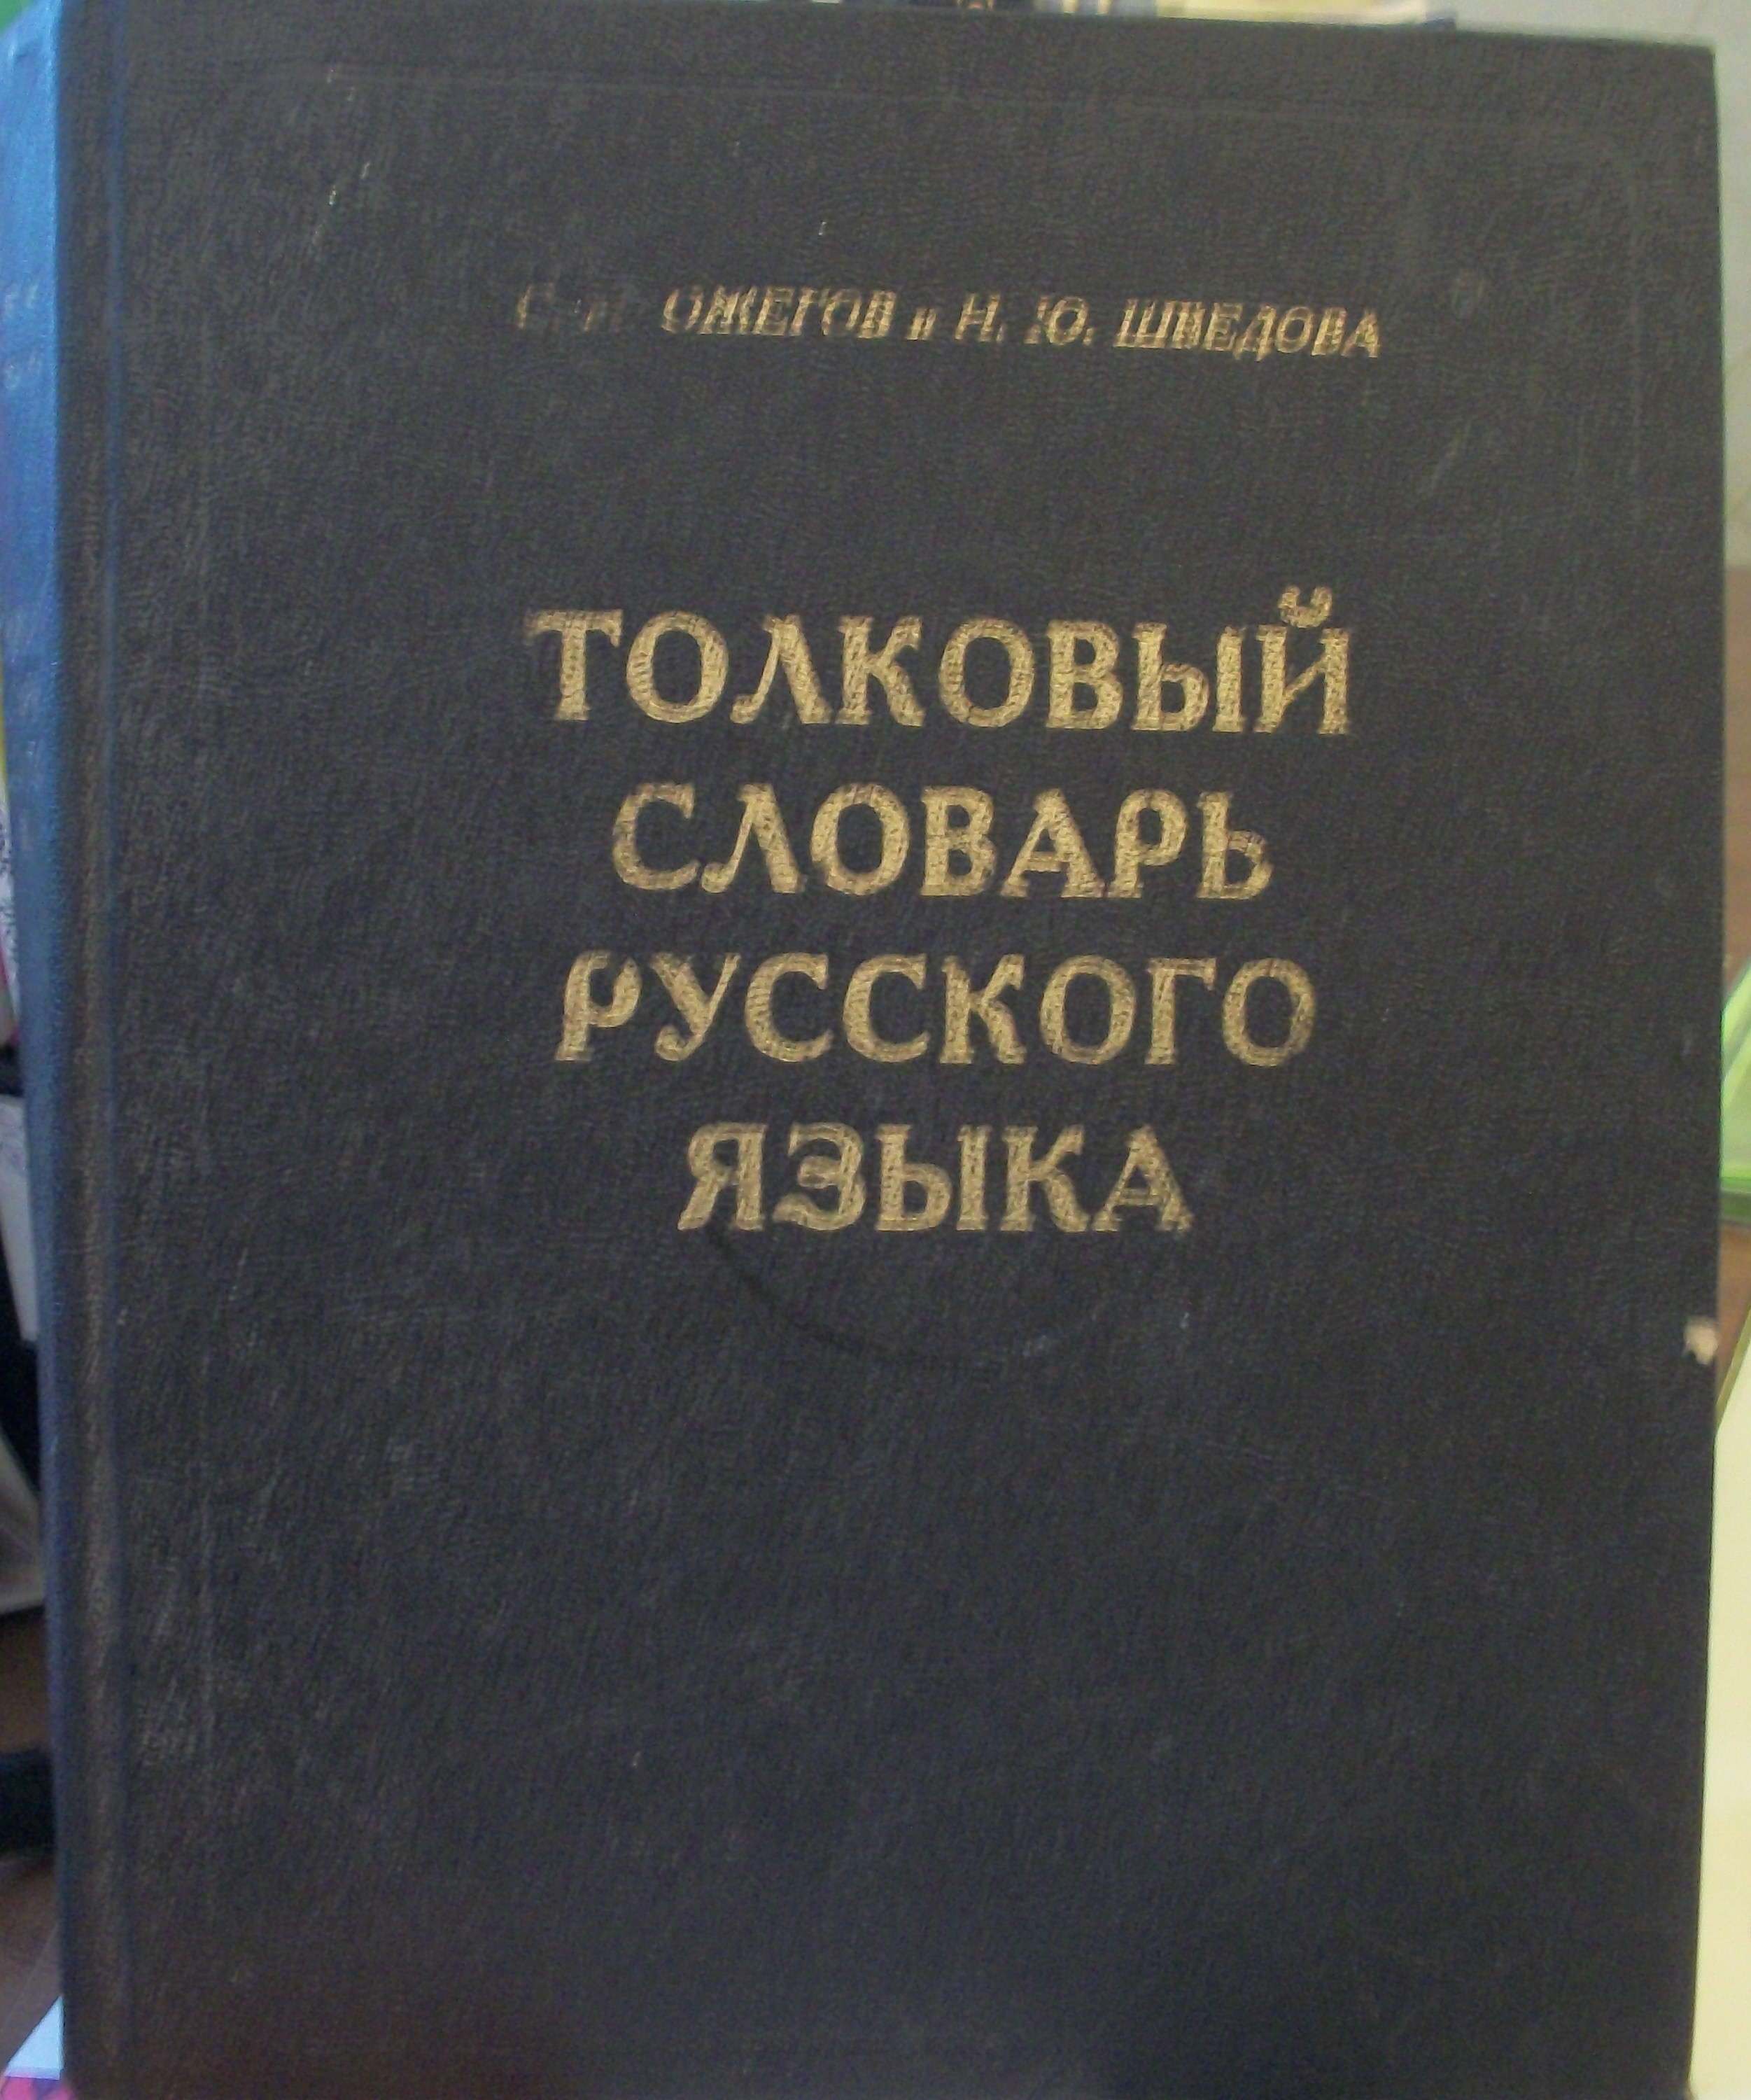 С. И. ОЖЕГОВ и Н. Ю. ШВЕДОВА
ТОЛКОВЫЙ
СЛОВАРЬ
РУССКОГО
ЯЗЫКА